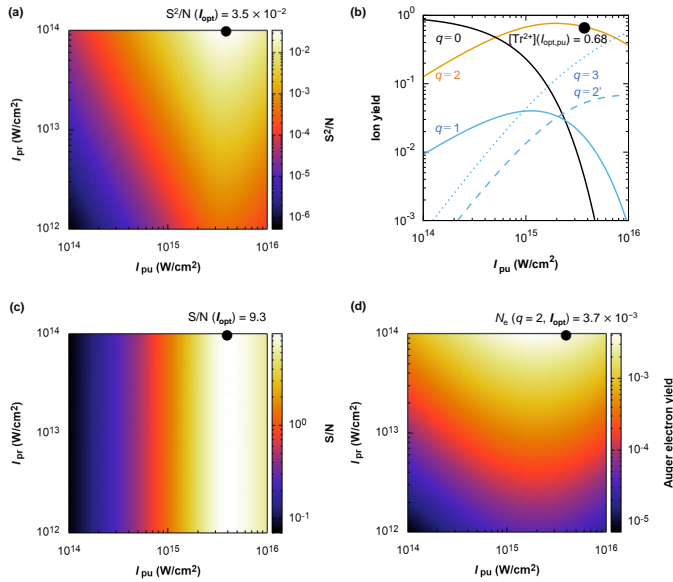 (a)
S²/N (I_opt) = 3.5 × 10⁻²
10¹⁴
10¹³
10¹²
I_pr (W/cm²)
10¹⁴
10¹⁵
10¹⁶
I_pu (W/cm²)
10⁻²
10⁻³
10⁻⁴
10⁻⁵
10⁻⁶
S²/N
(b)
10⁰
10⁻¹
10⁻²
10⁻³
Ion yield
q = 0
[Tr²⁺](I_opt,pu) = 0.68
q = 2
q = 3
q = 2'
q = 1
10¹⁴
10¹⁵
10¹⁶
I_pu (W/cm²)
(c)
S/N (I_opt) = 9.3
10¹⁴
10¹³
10¹²
I_pr (W/cm²)
10¹⁴
10¹⁵
10¹⁶
I_pu (W/cm²)
10⁰
10⁻¹
S/N
(d)
N_e (q = 2, I_opt) = 3.7 × 10⁻³
10¹⁴
10¹³
10¹²
I_pr (W/cm²)
10¹⁴
10¹⁵
10¹⁶
I_pu (W/cm²)
10⁻³
10⁻⁴
10⁻⁵
Auger electron yield